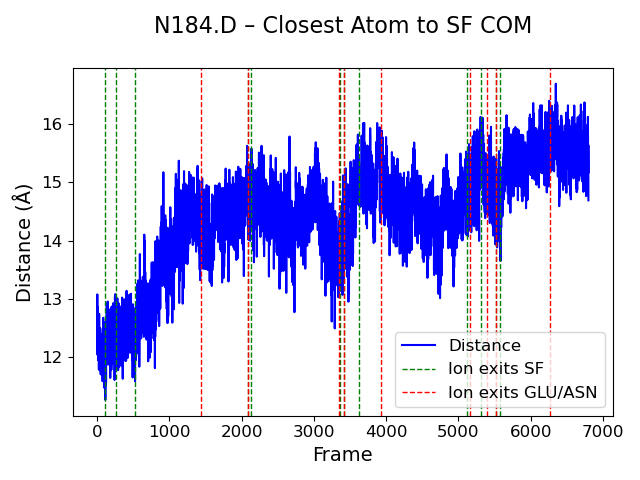 N184.D – Closest Atom to SF COM
Distance (Å)
16
15
14
13
12
Distance
Ion exits SF
Ion exits GLU/ASN
0 1000 2000 3000 4000 5000 6000 7000
Frame